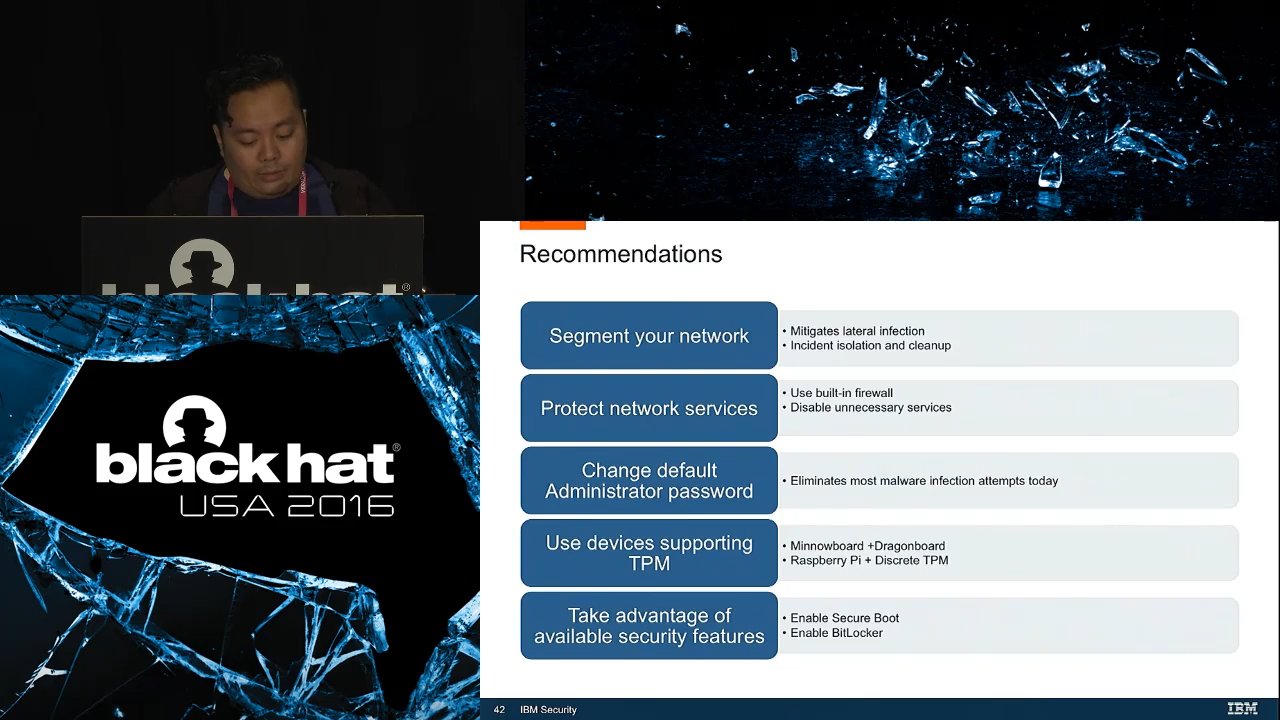 black hat®
black hat®
USA 2016
Recommendations
Segment your network
• Mitigates lateral infection
• Incident isolation and cleanup
Protect network services
• Use built-in firewall
• Disable unnecessary services
Change default
Administrator password
• Eliminates most malware infection attempts today
Use devices supporting
TPM
• Minnowboard +Dragonboard
• Raspberry Pi + Discrete TPM
Take advantage of
available security features
• Enable Secure Boot
• Enable BitLocker
42 IBM Security
IBM